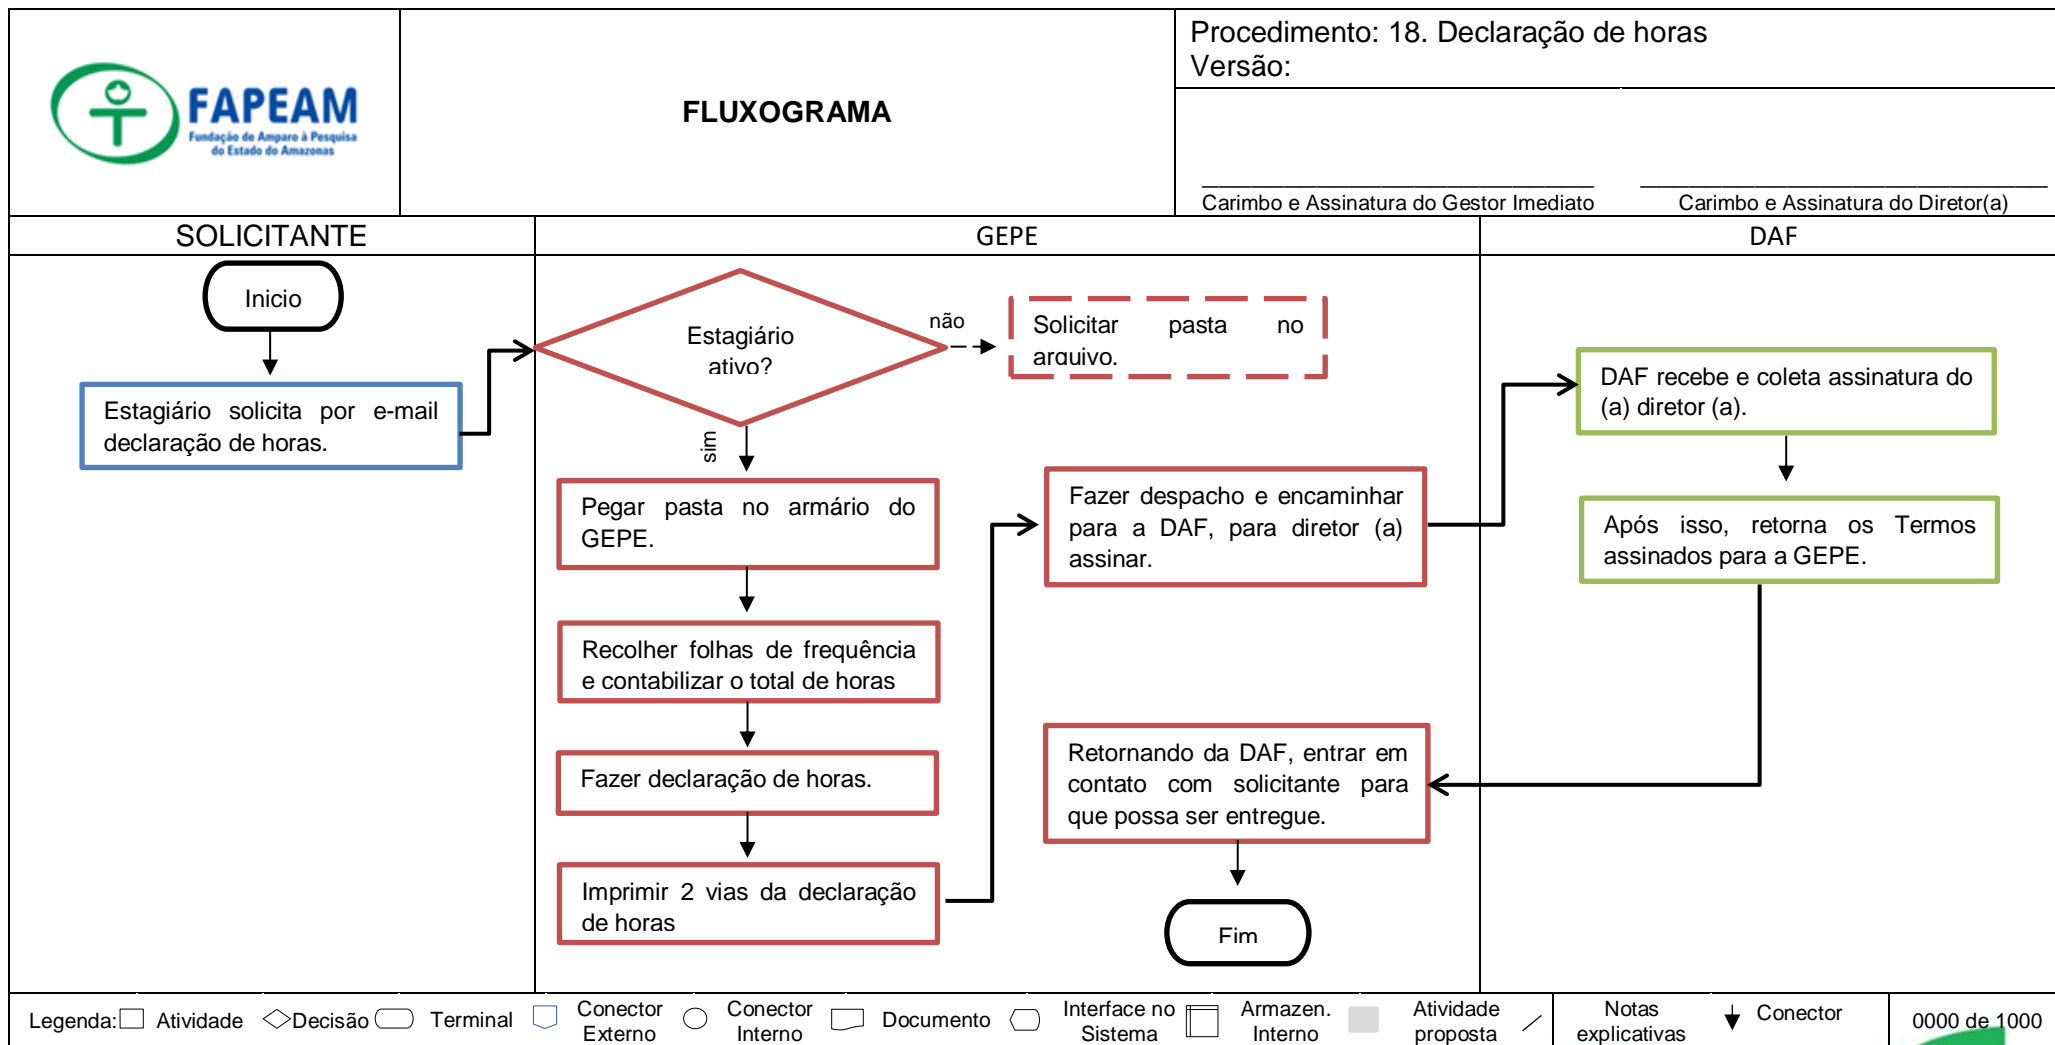 FAPEAM
Fundação de Amparo à Pesquisa
do Estado do Amazonas
FLUXOGRAMA
Procedimento: 18. Declaração de horas
Versão:
Carimbo e Assinatura do Gestor Imediato
Carimbo e Assinatura do Diretor(a)
SOLICITANTE
GEPE
DAF
Inicio
Estagiário solicita por e-mail
declaração de horas.
Estagiário
ativo?
não
Solicitar pasta no
arquivo.
sim
Pegar pasta no armário do
GEPE.
Recolher folhas de frequência
e contabilizar o total de horas
Fazer declaração de horas.
Imprimir 2 vias da declaração
de horas
Fazer despacho e encaminhar
para a DAF, para diretor (a)
assinar.
DAF recebe e coleta assinatura do
(a) diretor (a).
Após isso, retorna os Termos
assinados para a GEPE.
Retornando da DAF, entrar em
contato com solicitante para
que possa ser entregue.
Fim
Legenda:
Atividade
Decisão
Terminal
Conector
Externo
Conector
Interno
Documento
Interface no
Sistema
Armazen.
Interno
Atividade
proposta
Notas
explicativas
Conector
0000 de 1000